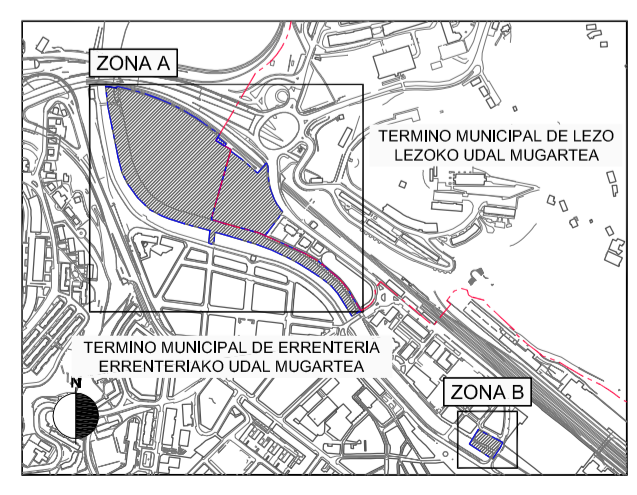 ZONA A
TERMINO MUNICIPAL DE LEZO
LEZOKO UDAL MUGARTEA
TERMINO MUNICIPAL DE ERRENTERIA
ERRENTERIAKO UDAL MUGARTEA
N
ZONA B